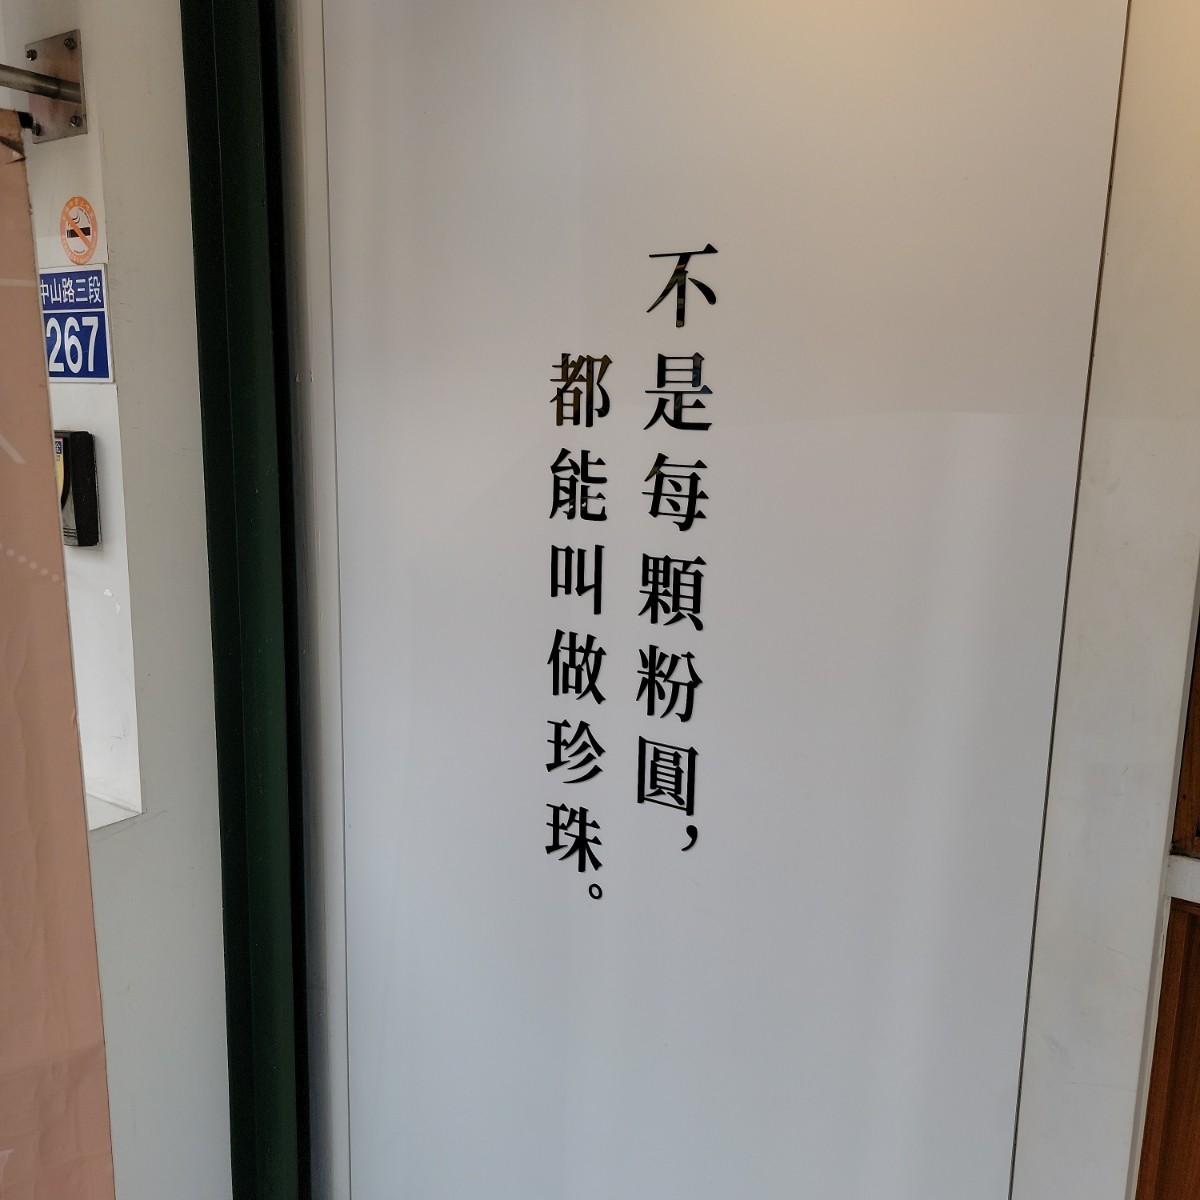 不是每顆粉圓，
都能叫做珍珠。
中山路三段
267